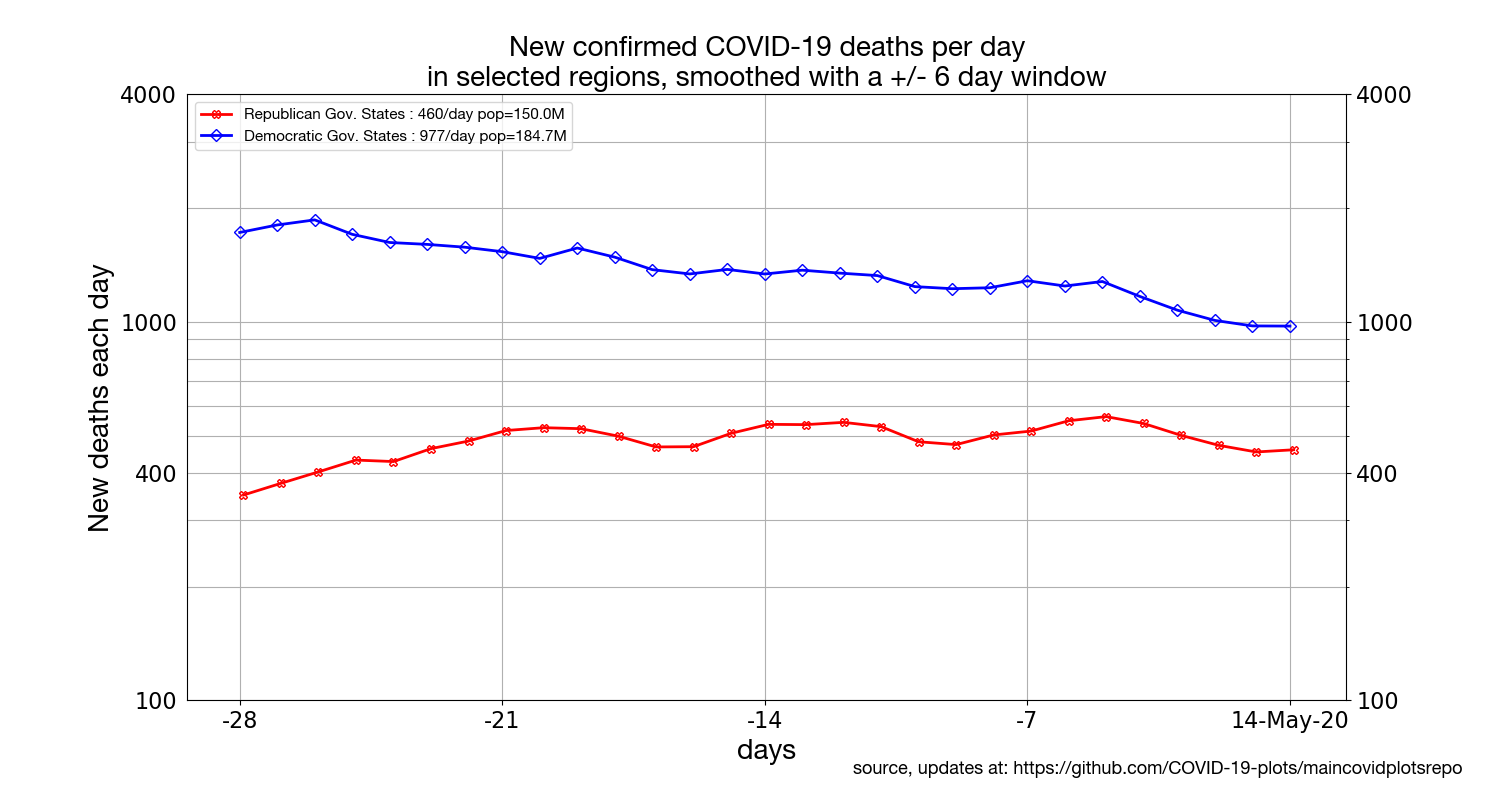 New confirmed COVID-19 deaths per day
in selected regions, smoothed with a +/- 6 day window
4000
4000
Republican Gov. States : 460/day pop=150.0M
Democratic Gov. States : 977/day pop=184.7M
New deaths each day
1000
1000
400
400
100
100
-28
-21
-14
-7
14-May-20
days
source, updates at: https://github.com/COVID-19-plots/maincovidplotsrepo